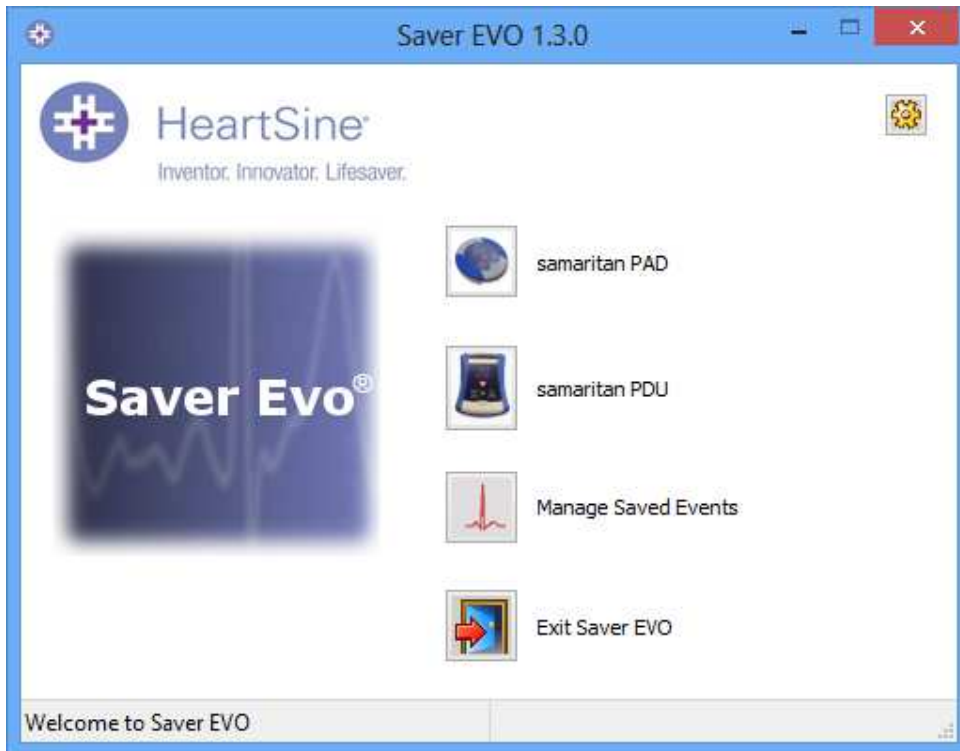 Saver EVO 1.3.0
HeartSine
Inventor. Innovator. Lifesaver.
samaritan PAD
Saver Evo®
samaritan PDU
Manage Saved Events
Exit Saver EVO
Welcome to Saver EVO